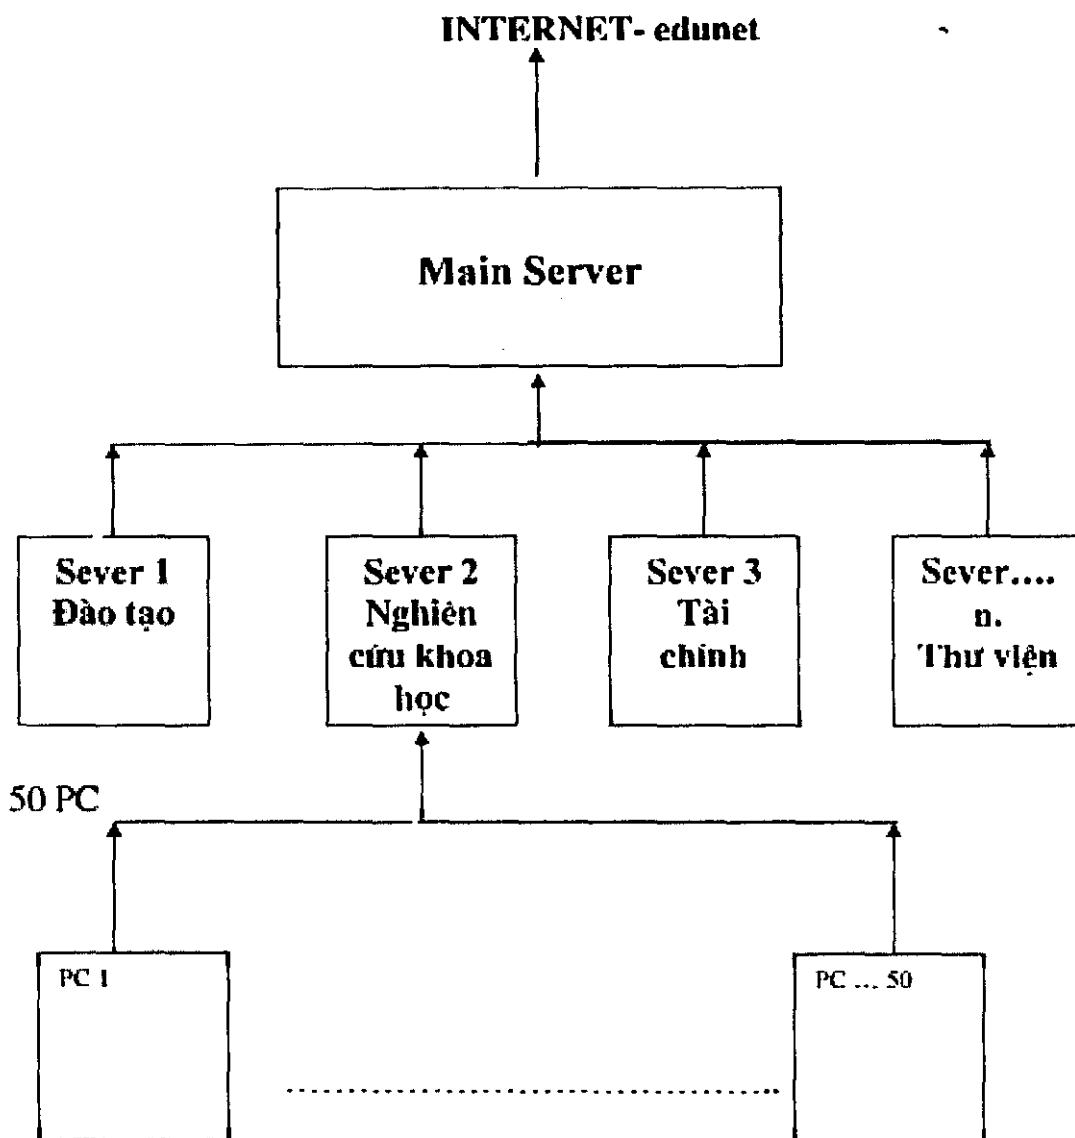 INTERNET- edunet
Main Server
Sever 1
Đào tạo
Sever 2
Nghiên
cứu khoa
học
Sever 3
Tài
chính
Sever....
n.
Thư viện
50 PC
PC 1
PC ... 50